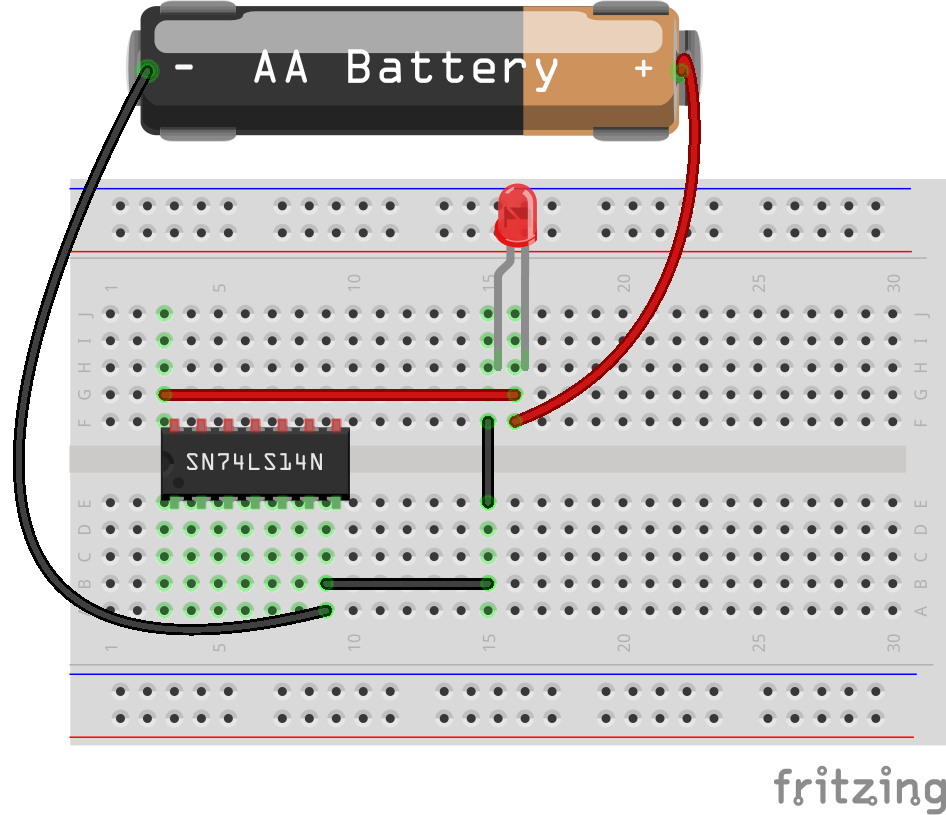 - AA Battery +
1 5 10 15 20 25 30
J J
I I
H H
G G
F F
SN74LS14N
E E
D D
C C
B B
A A
1 5 10 15 20 25 30
fritzing